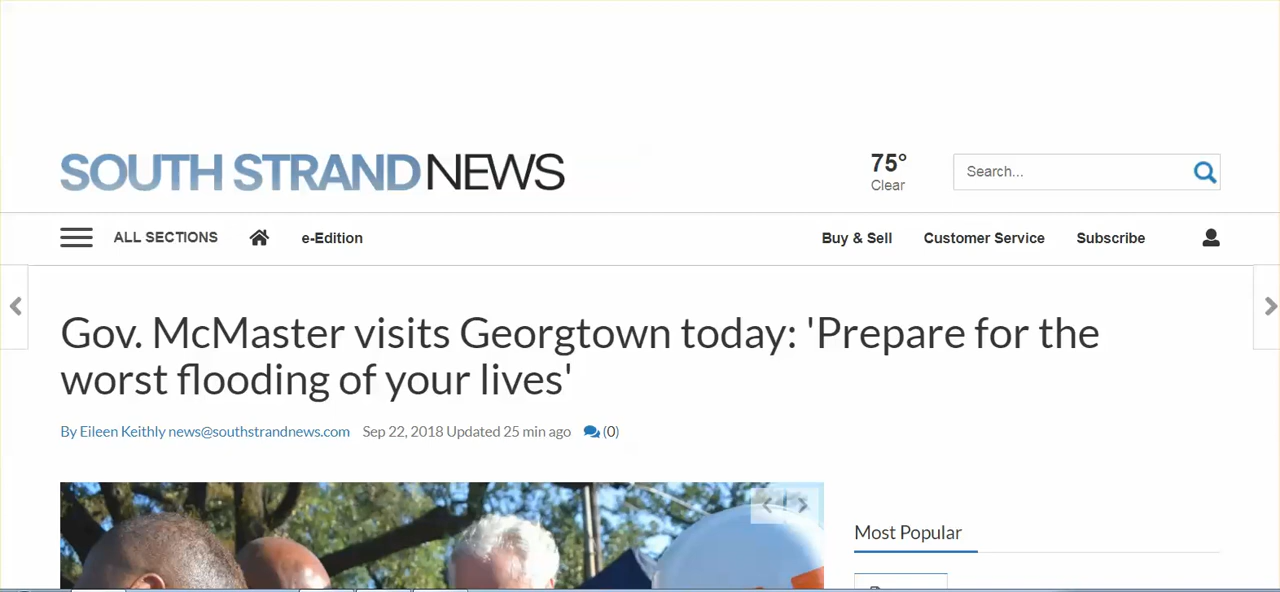 SOUTH STRAND NEWS
75°
Clear
Search...
ALL SECTIONS
e-Edition
Buy & Sell
Customer Service
Subscribe
Gov. McMaster visits Georgtown today: 'Prepare for the
worst flooding of your lives'
By Eileen Keithly news@southstrandnews.com Sep 22, 2018 Updated 25 min ago (0)
Most Popular